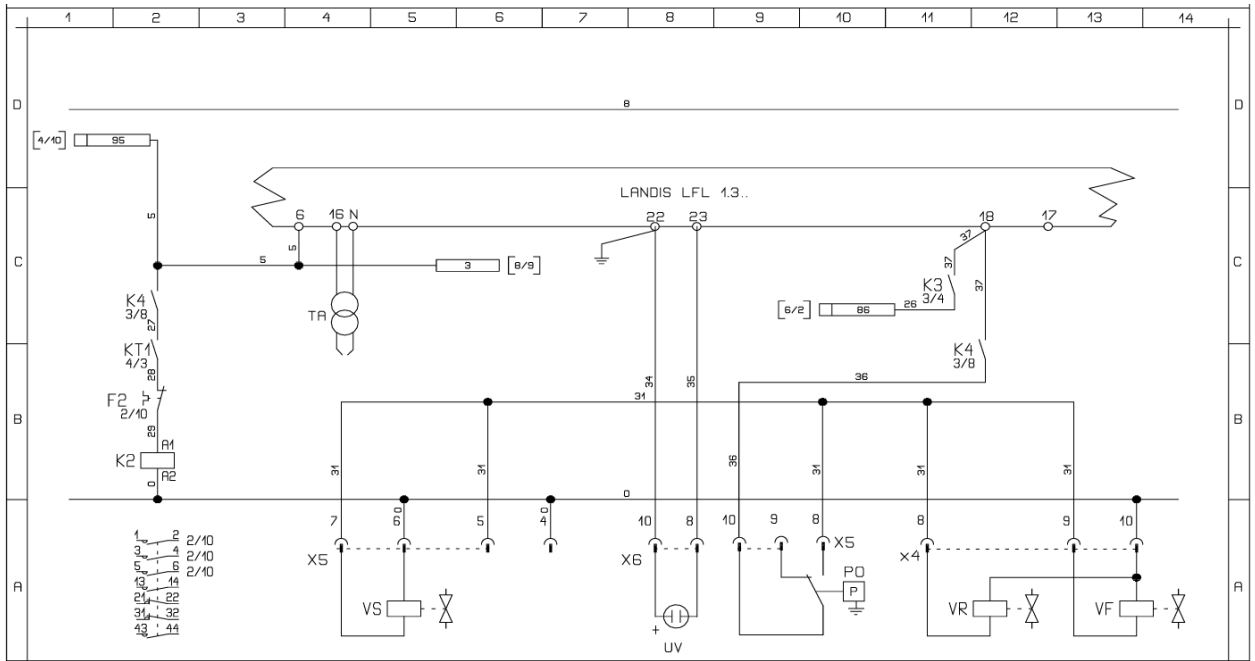 1 2 3 4 5 6 7 8 9 10 11 12 13 14
D 8 D
[4/10] 95
LANDIS LFL 1.3..
6 16 N 22 23 18 17
5 5 37 37 37
C 5 3 [8/9] C
K4 3/8
27
TA
K3 3/4
[6/2] 86 26
KT1 4/3
28
K4 3/8
34 35 36
31
F2 2/10
B B
29
36
K2 A1 A2
31 31 31 31 31
0 0
7 6 5 4 10 8 10 9 8 8 9 10
0 0
X5 X6 X5 x4
1 2 2/10
3 4 2/10
5 6 2/10
13 14
21 22
31 32
43 44
A A
PO
P
VS VR VF
+
UV